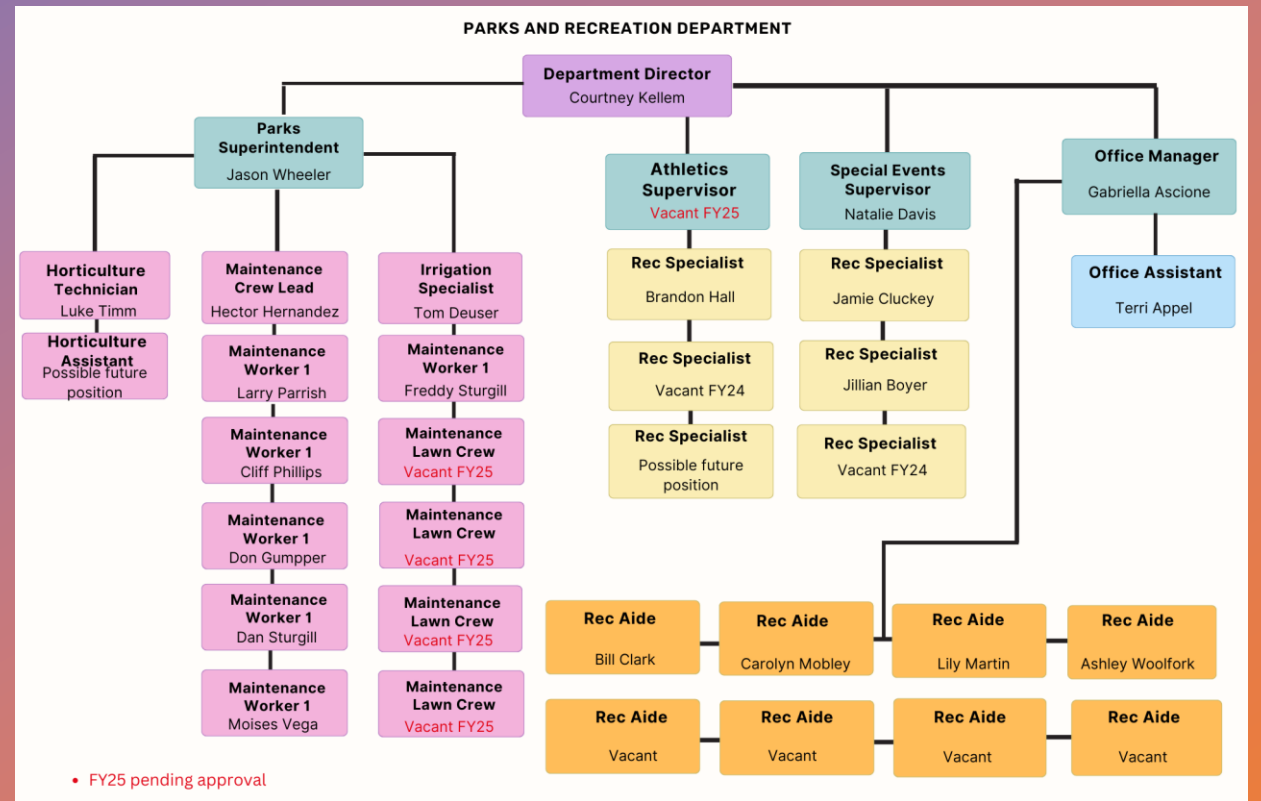 PARKS AND RECREATION DEPARTMENT
Department Director
Courtney Kellem
Parks
Superintendent
Jason Wheeler
Athletics
Supervisor
Vacant FY25
Special Events
Supervisor
Natalie Davis
Office Manager
Gabriella Ascione
Office Assistant
Terri Appel
Horticulture
Technician
Luke Timm
Horticulture
Assistant
Possible future
position
Maintenance
Crew Lead
Hector Hernandez
Maintenance
Worker 1
Larry Parrish
Maintenance
Worker 1
Cliff Phillips
Maintenance
Worker 1
Don Gumpper
Maintenance
Worker 1
Dan Sturgill
Maintenance
Worker 1
Moises Vega
Irrigation
Specialist
Tom Deuser
Maintenance
Worker 1
Freddy Sturgill
Maintenance
Lawn Crew
Vacant FY25
Maintenance
Lawn Crew
Vacant FY25
Maintenance
Lawn Crew
Vacant FY25
Maintenance
Lawn Crew
Vacant FY25
Rec Specialist
Brandon Hall
Rec Specialist
Vacant FY24
Rec Specialist
Possible future
position
Rec Specialist
Jamie Cluckey
Rec Specialist
Jillian Boyer
Rec Specialist
Vacant FY24
Rec Aide
Bill Clark
Rec Aide
Carolyn Mobley
Rec Aide
Lily Martin
Rec Aide
Ashley Woolfork
Rec Aide
Vacant
Rec Aide
Vacant
Rec Aide
Vacant
Rec Aide
Vacant
• FY25 pending approval